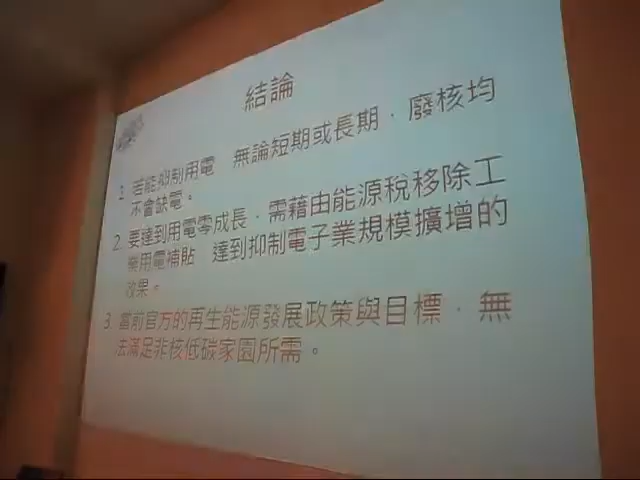 結論
1. 若能抑制用電 無論短期或長期，廢核均
不會缺電。
2. 要達到用電零成長，需藉由能源稅移除工
業用電補貼 達到抑制電子業規模擴增的
效果。
3. 當前官方的再生能源發展政策與目標，無
法滿足非核低碳家園所需。